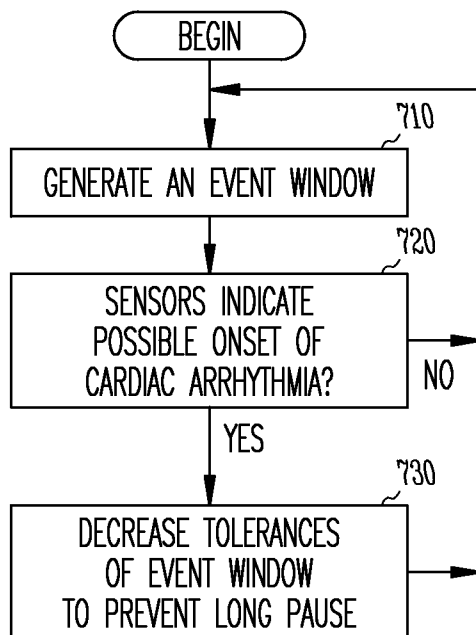 BEGIN
710
GENERATE AN EVENT WINDOW
720
SENSORS INDICATE
POSSIBLE ONSET OF
CARDIAC ARRHYTHMIA?
NO
YES
730
DECREASE TOLERANCES
OF EVENT WINDOW
TO PREVENT LONG PAUSE